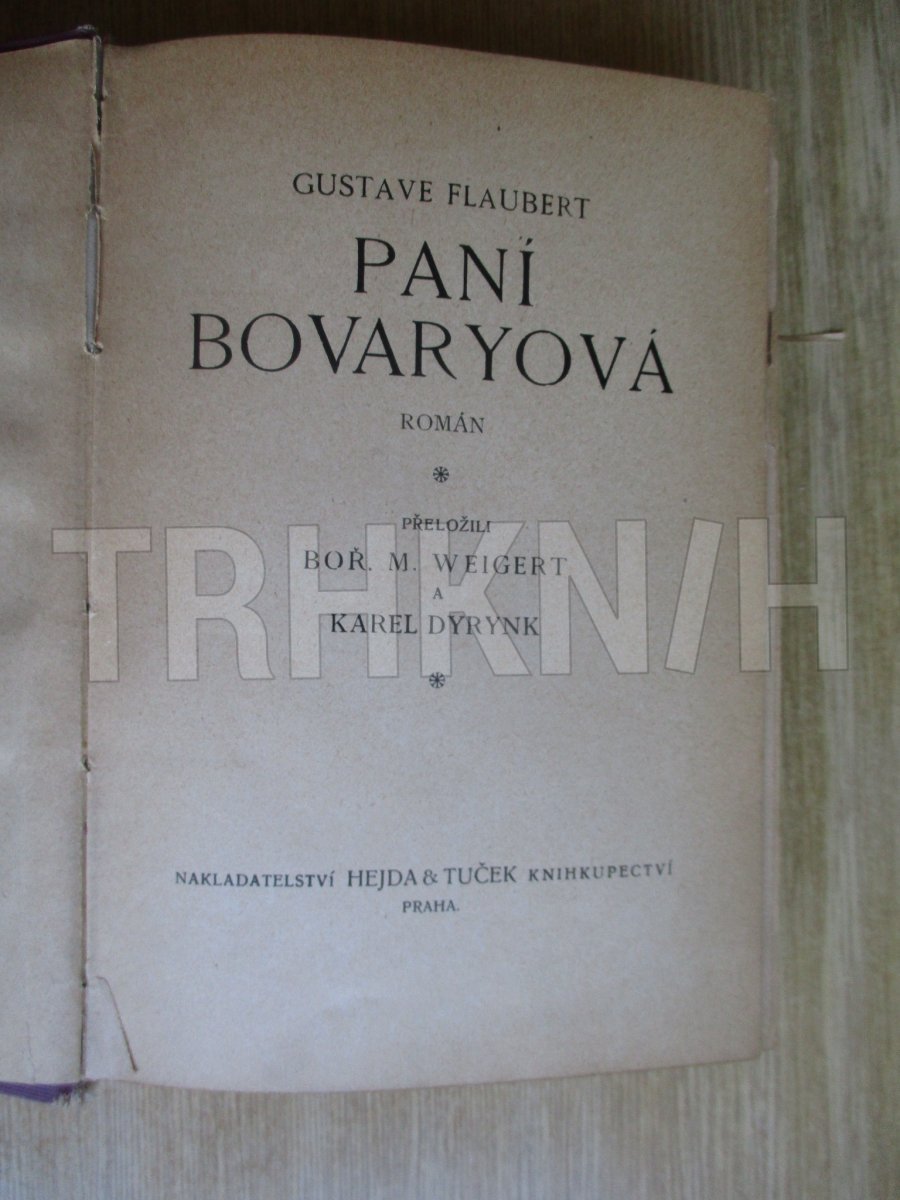 GUSTAVE FLAUBERT
PANÍ
BOVARYOVÁ
ROMÁN
PŘELOŽILI
BOŘ. M. WEIGERT
A
KAREL DYRYNK
TRHKNIH
NAKLADATELSTVÍ HEJDA & TUČEK KNIHKUPECTVÍ
PRAHA.